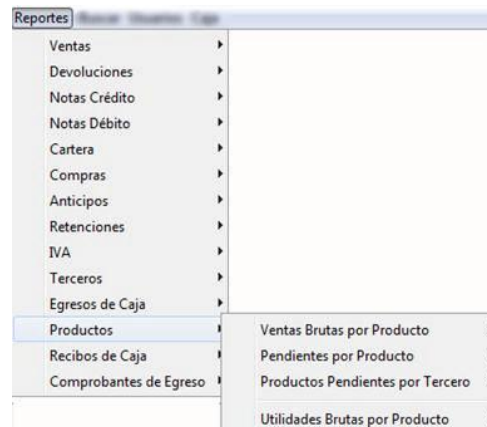 Reportes
Ventas
Devoluciones
Notas Crédito
Notas Débito
Cartera
Compras
Anticipos
Retenciones
IVA
Terceros
Egresos de Caja
Productos
Recibos de Caja
Comprobantes de Egreso
Ventas Brutas por Producto
Pendientes por Producto
Productos Pendientes por Tercero
Utilidades Brutas por Producto